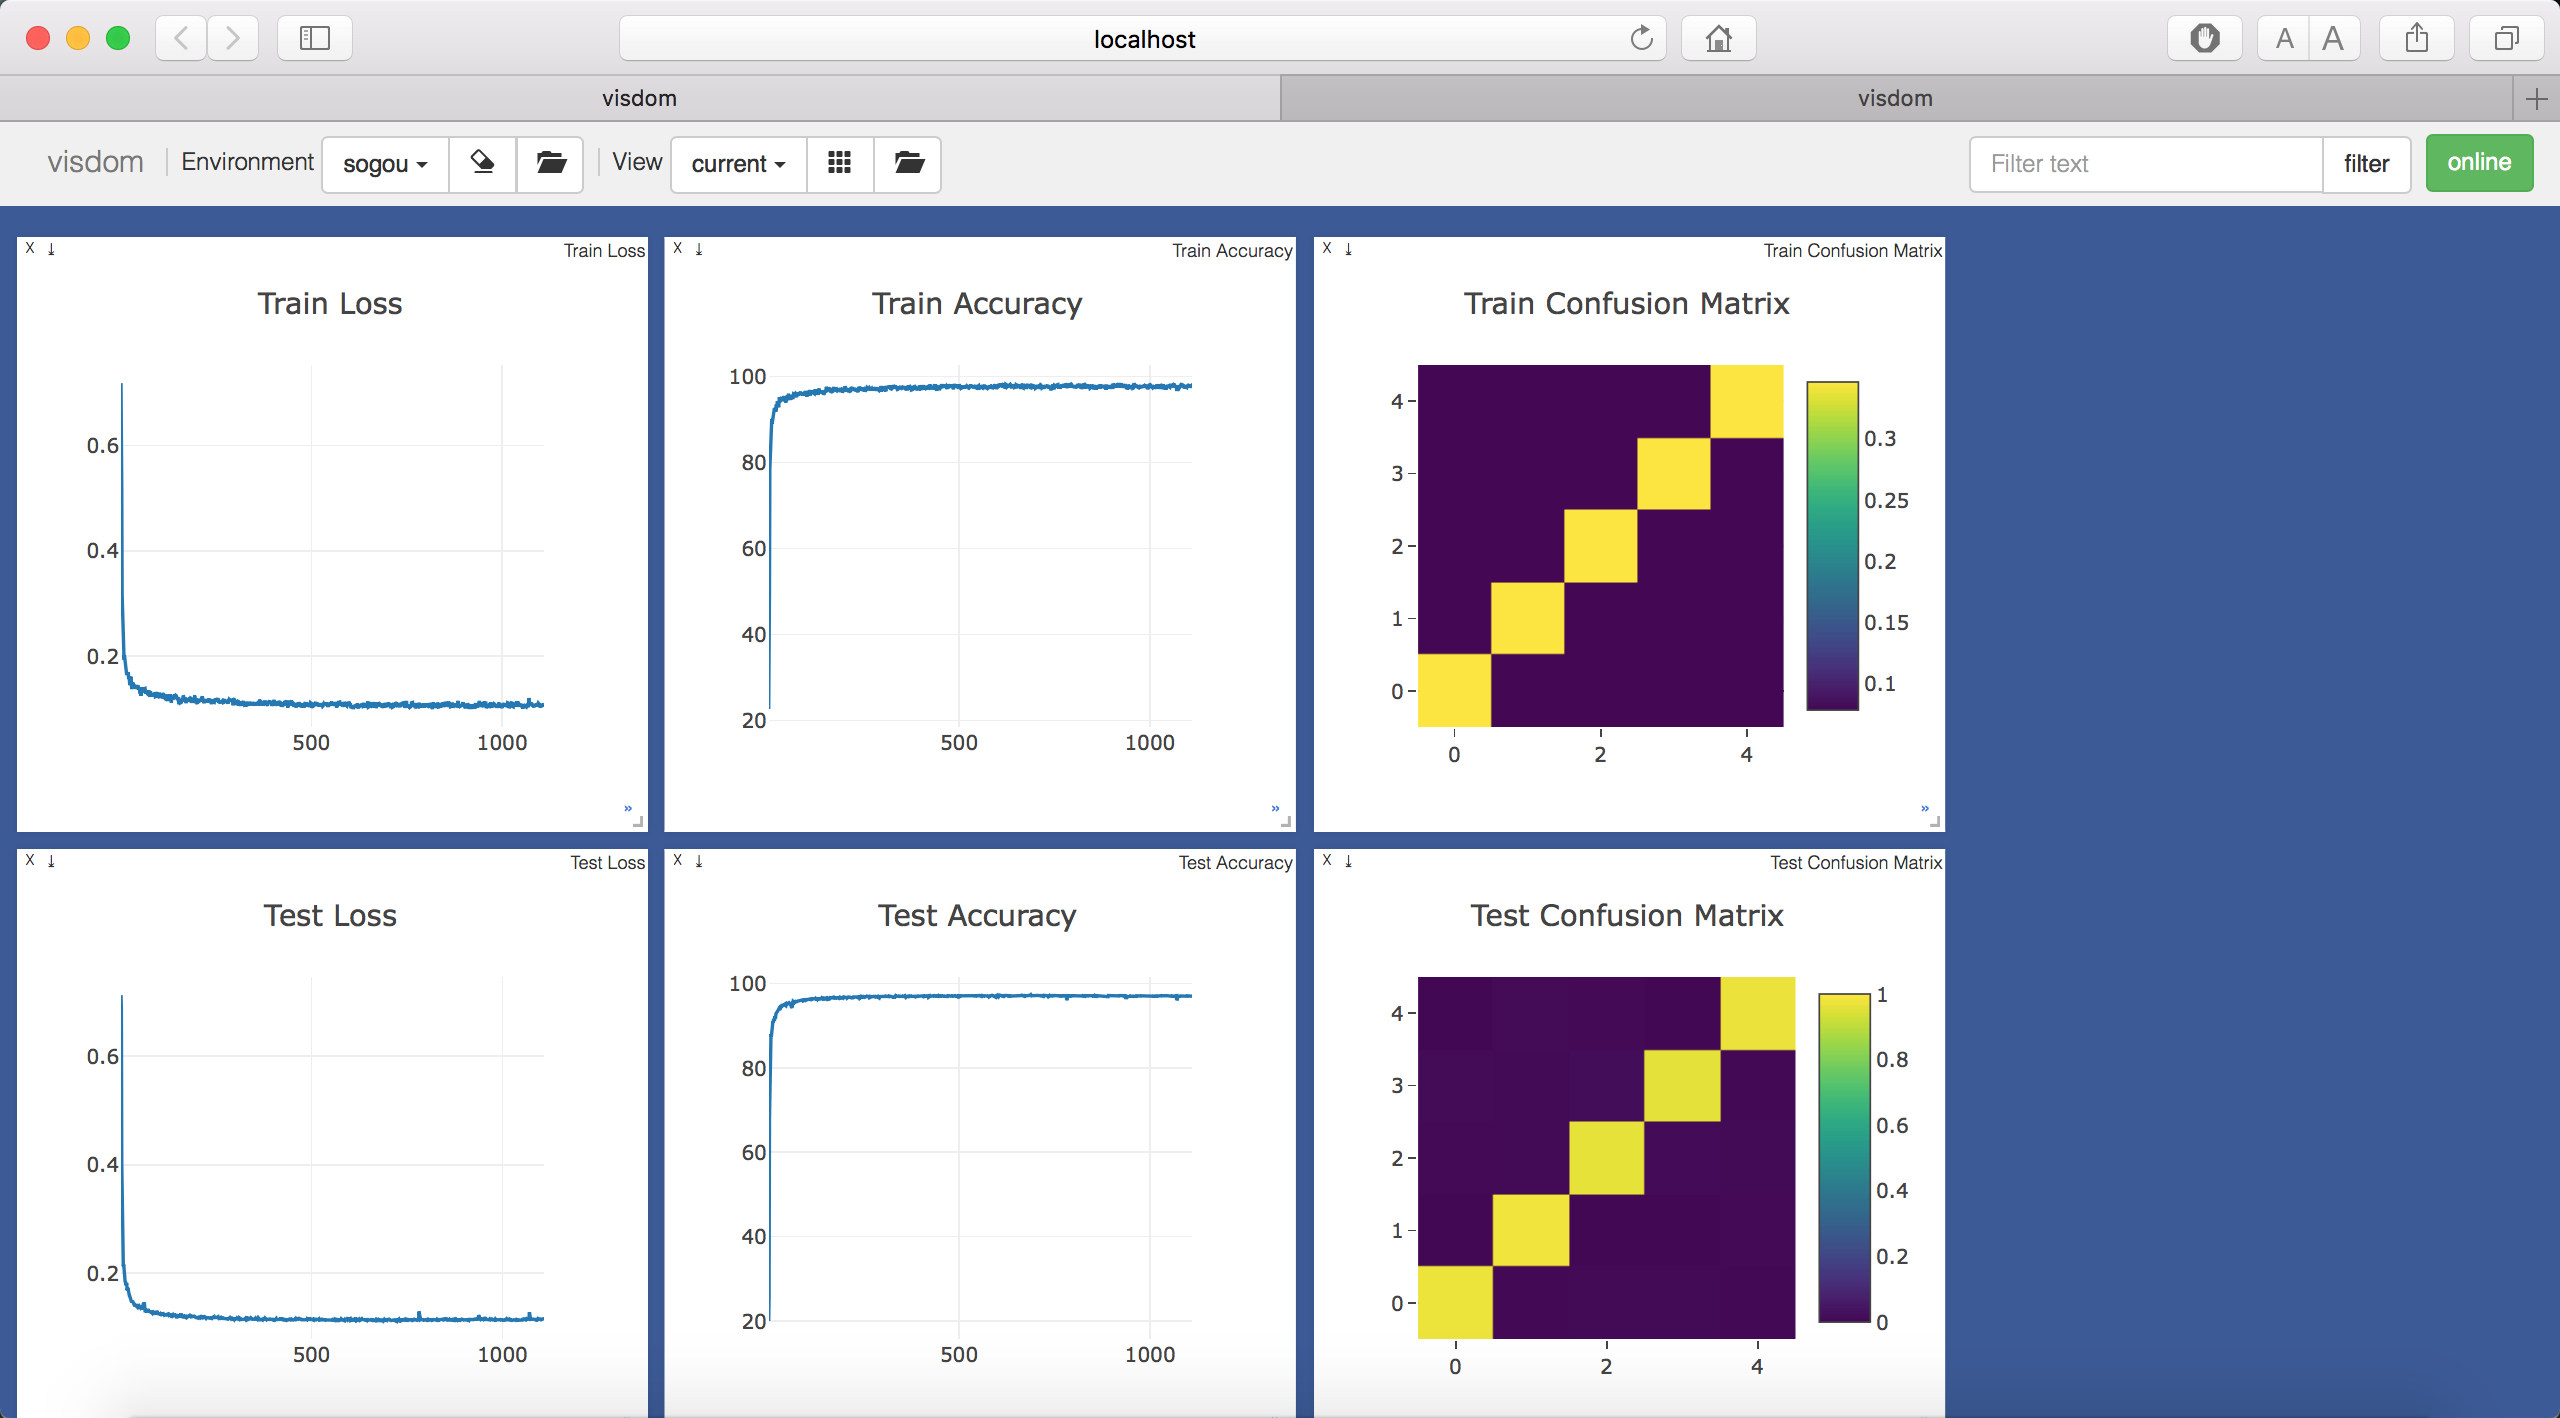 localhost
A A
visdom
visdom
visdom Environment sogou View current Filter text filter online
X Train Loss
Train Loss
0.6
0.4
0.2
500 1000
»
X Train Accuracy
Train Accuracy
100
80
60
40
20
500 1000
»
X Train Confusion Matrix
Train Confusion Matrix
4
3
2
1
0
0 2 4
0.3
0.25
0.2
0.15
0.1
»
X Test Loss
Test Loss
0.6
0.4
0.2
500 1000
X Test Accuracy
Test Accuracy
100
80
60
40
20
500 1000
X Test Confusion Matrix
Test Confusion Matrix
4
3
2
1
0
0 2 4
1
0.8
0.6
0.4
0.2
0